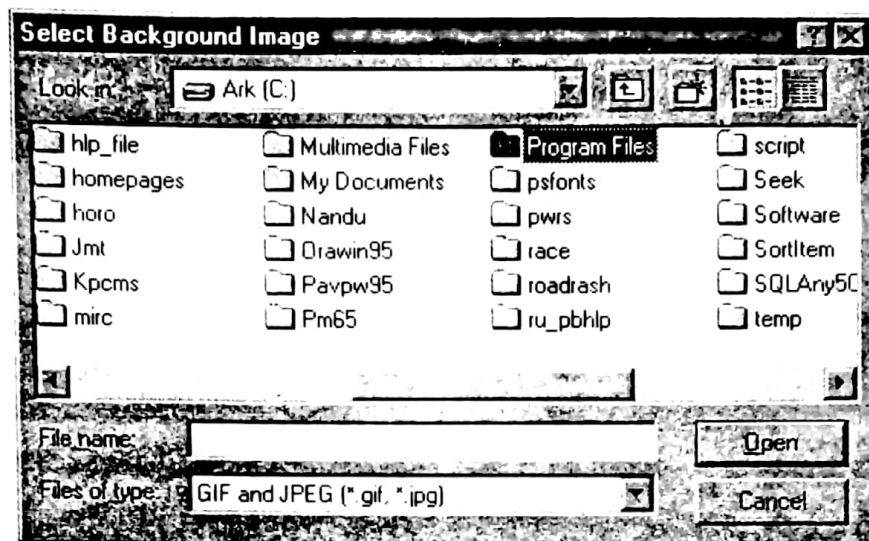 Select Background Image
Look in: Ark (C:)
hlp_file Multimedia Files Program Files script
homepages My Documents psfonts Seek
horo Nandu pwrs Software
Jmt Orawin95 race SortItem
Kpcms Pavpw95 roadrash SQLAny50
mirc Pm65 ru_pbhlp temp
File name: Open
Files of type: GIF and JPEG (*.gif, *.jpg) Cancel